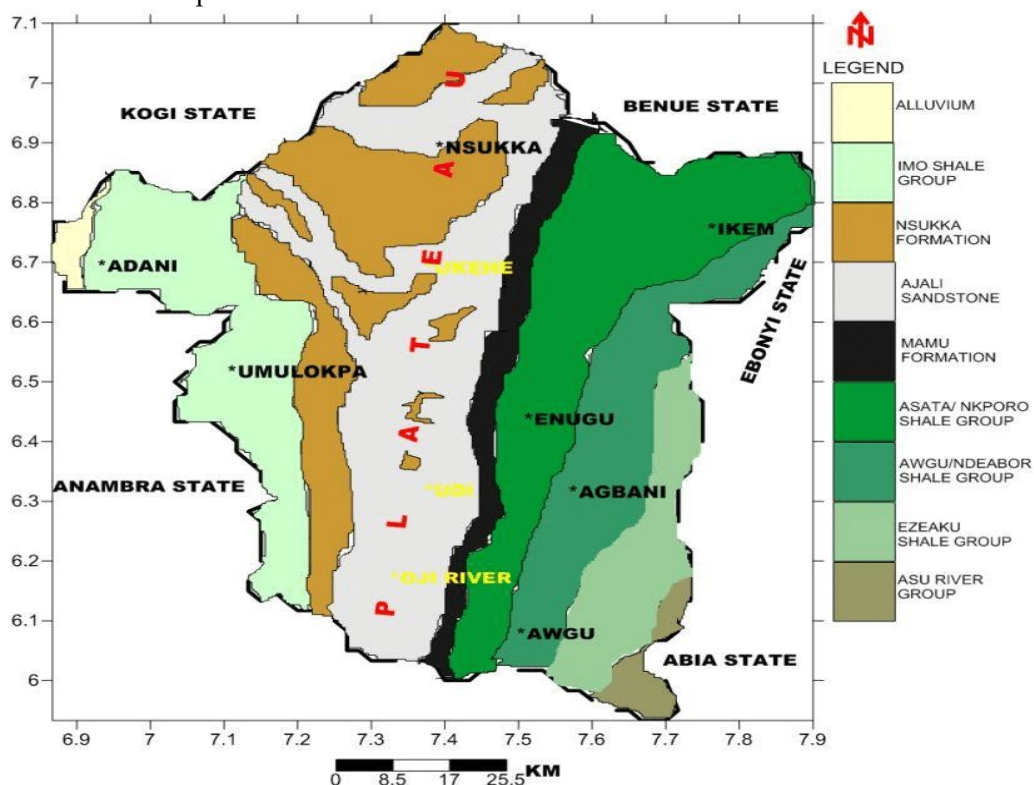 7.1
7
6.9
6.8
6.7
6.6
6.5
6.4
6.3
6.2
6.1
6
6.9 7 7.1 7.2 7.3 7.4 7.5 7.6 7.7 7.8 7.9
KOGI STATE
BENUE STATE
*NSUKKA
*IKEM
*ADANI
*UKEHE
EBONYI STATE
*UMULOKPA
*ENUGU
ANAMBRA STATE
*UDI
*AGBANI
*OJI RIVER
*AWGU
ABIA STATE
PLATEAU
0 8.5 17 25.5 KM
N
LEGEND
ALLUVIUM
IMO SHALE
GROUP
NSUKKA
FORMATION
AJALI
SANDSTONE
MAMU
FORMATION
ASATA/ NKPORO
SHALE GROUP
AWGU/NDEABOR
SHALE GROUP
EZEAKU
SHALE GROUP
ASU RIVER
GROUP